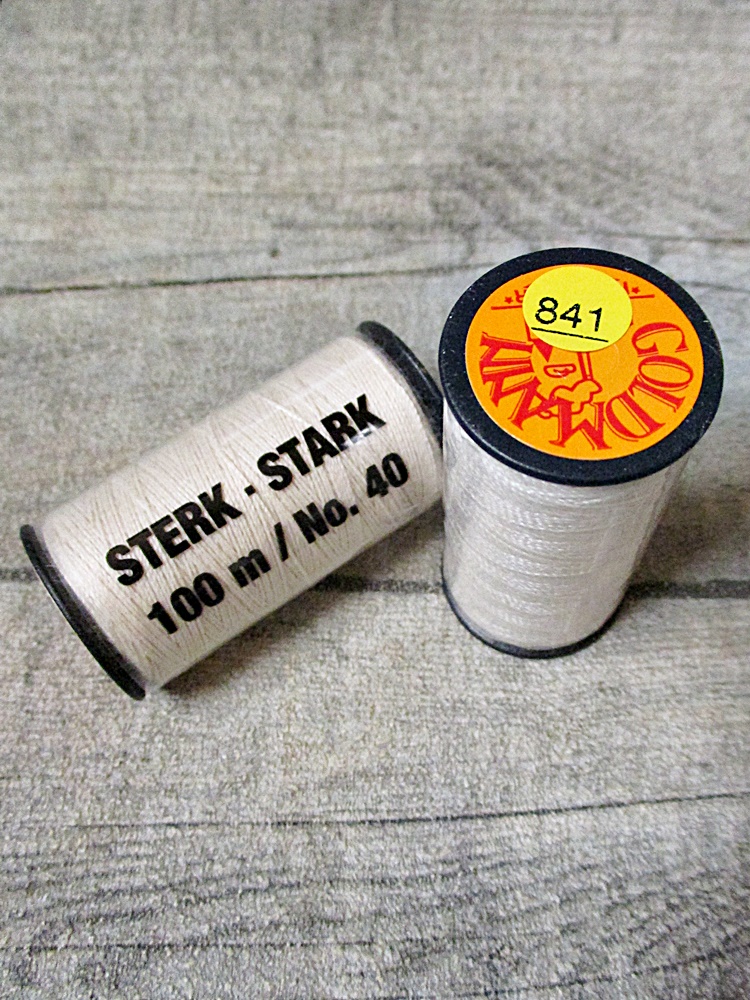 STERK · STARK
100 m / No. 40
841
GOLDMANN